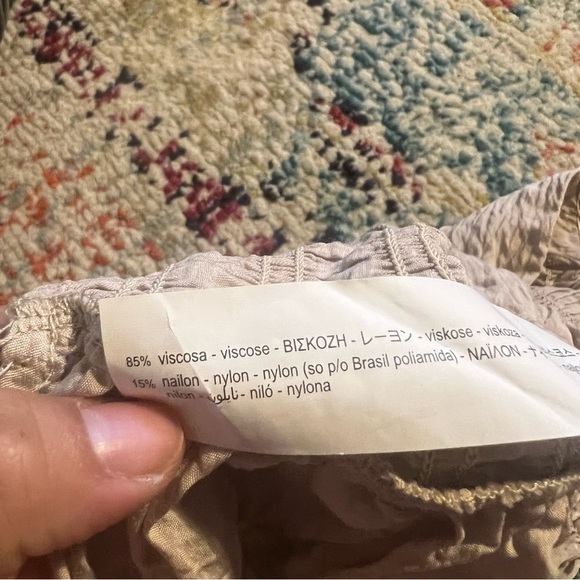 85% viscosa - viscose - ΒΙΣΚΟΖΗ - レーヨン - viskose - viskoza
15% nailon - nylon - nylon (so p/o Brasil poliamida) - ΝΑΪΛΟΝ -
nilon - نايلون - niló - nylona